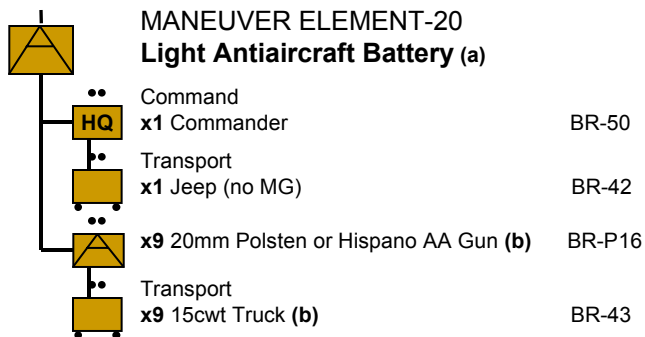 MANEUVER ELEMENT-20
Light Antiaircraft Battery (a)
Command
HQ x1 Commander BR-50
Transport
x1 Jeep (no MG) BR-42
x9 20mm Polsten or Hispano AA Gun (b) BR-P16
Transport
x9 15cwt Truck (b) BR-43